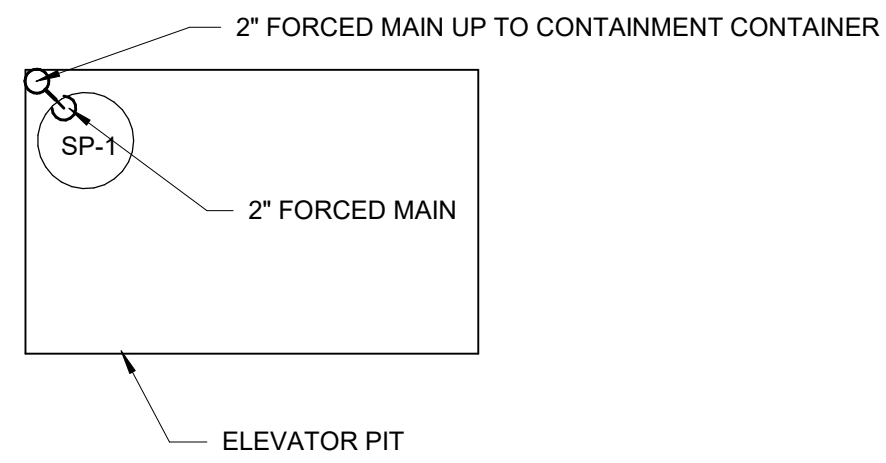 2" FORCED MAIN UP TO CONTAINMENT CONTAINER
SP-1
2" FORCED MAIN
ELEVATOR PIT